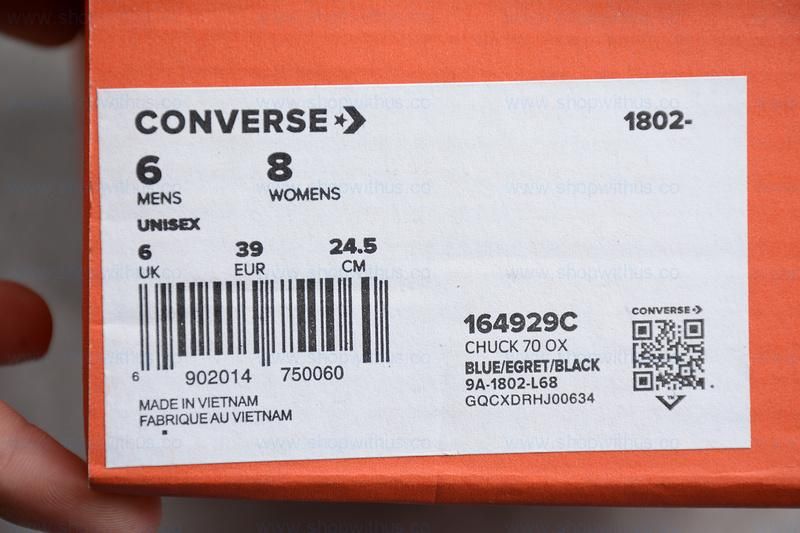 CONVERSE
1802-
6 8
MENS WOMENS
UNISEX
6 39 24.5
UK EUR CM
6 902014 750060
MADE IN VIETNAM
FABRIQUE AU VIETNAM
164929C
CHUCK 70 OX
BLUE/EGRET/BLACK
9A-1802-L68
GQCXDRHJ00634
CONVERSE
www.shopwithus.co